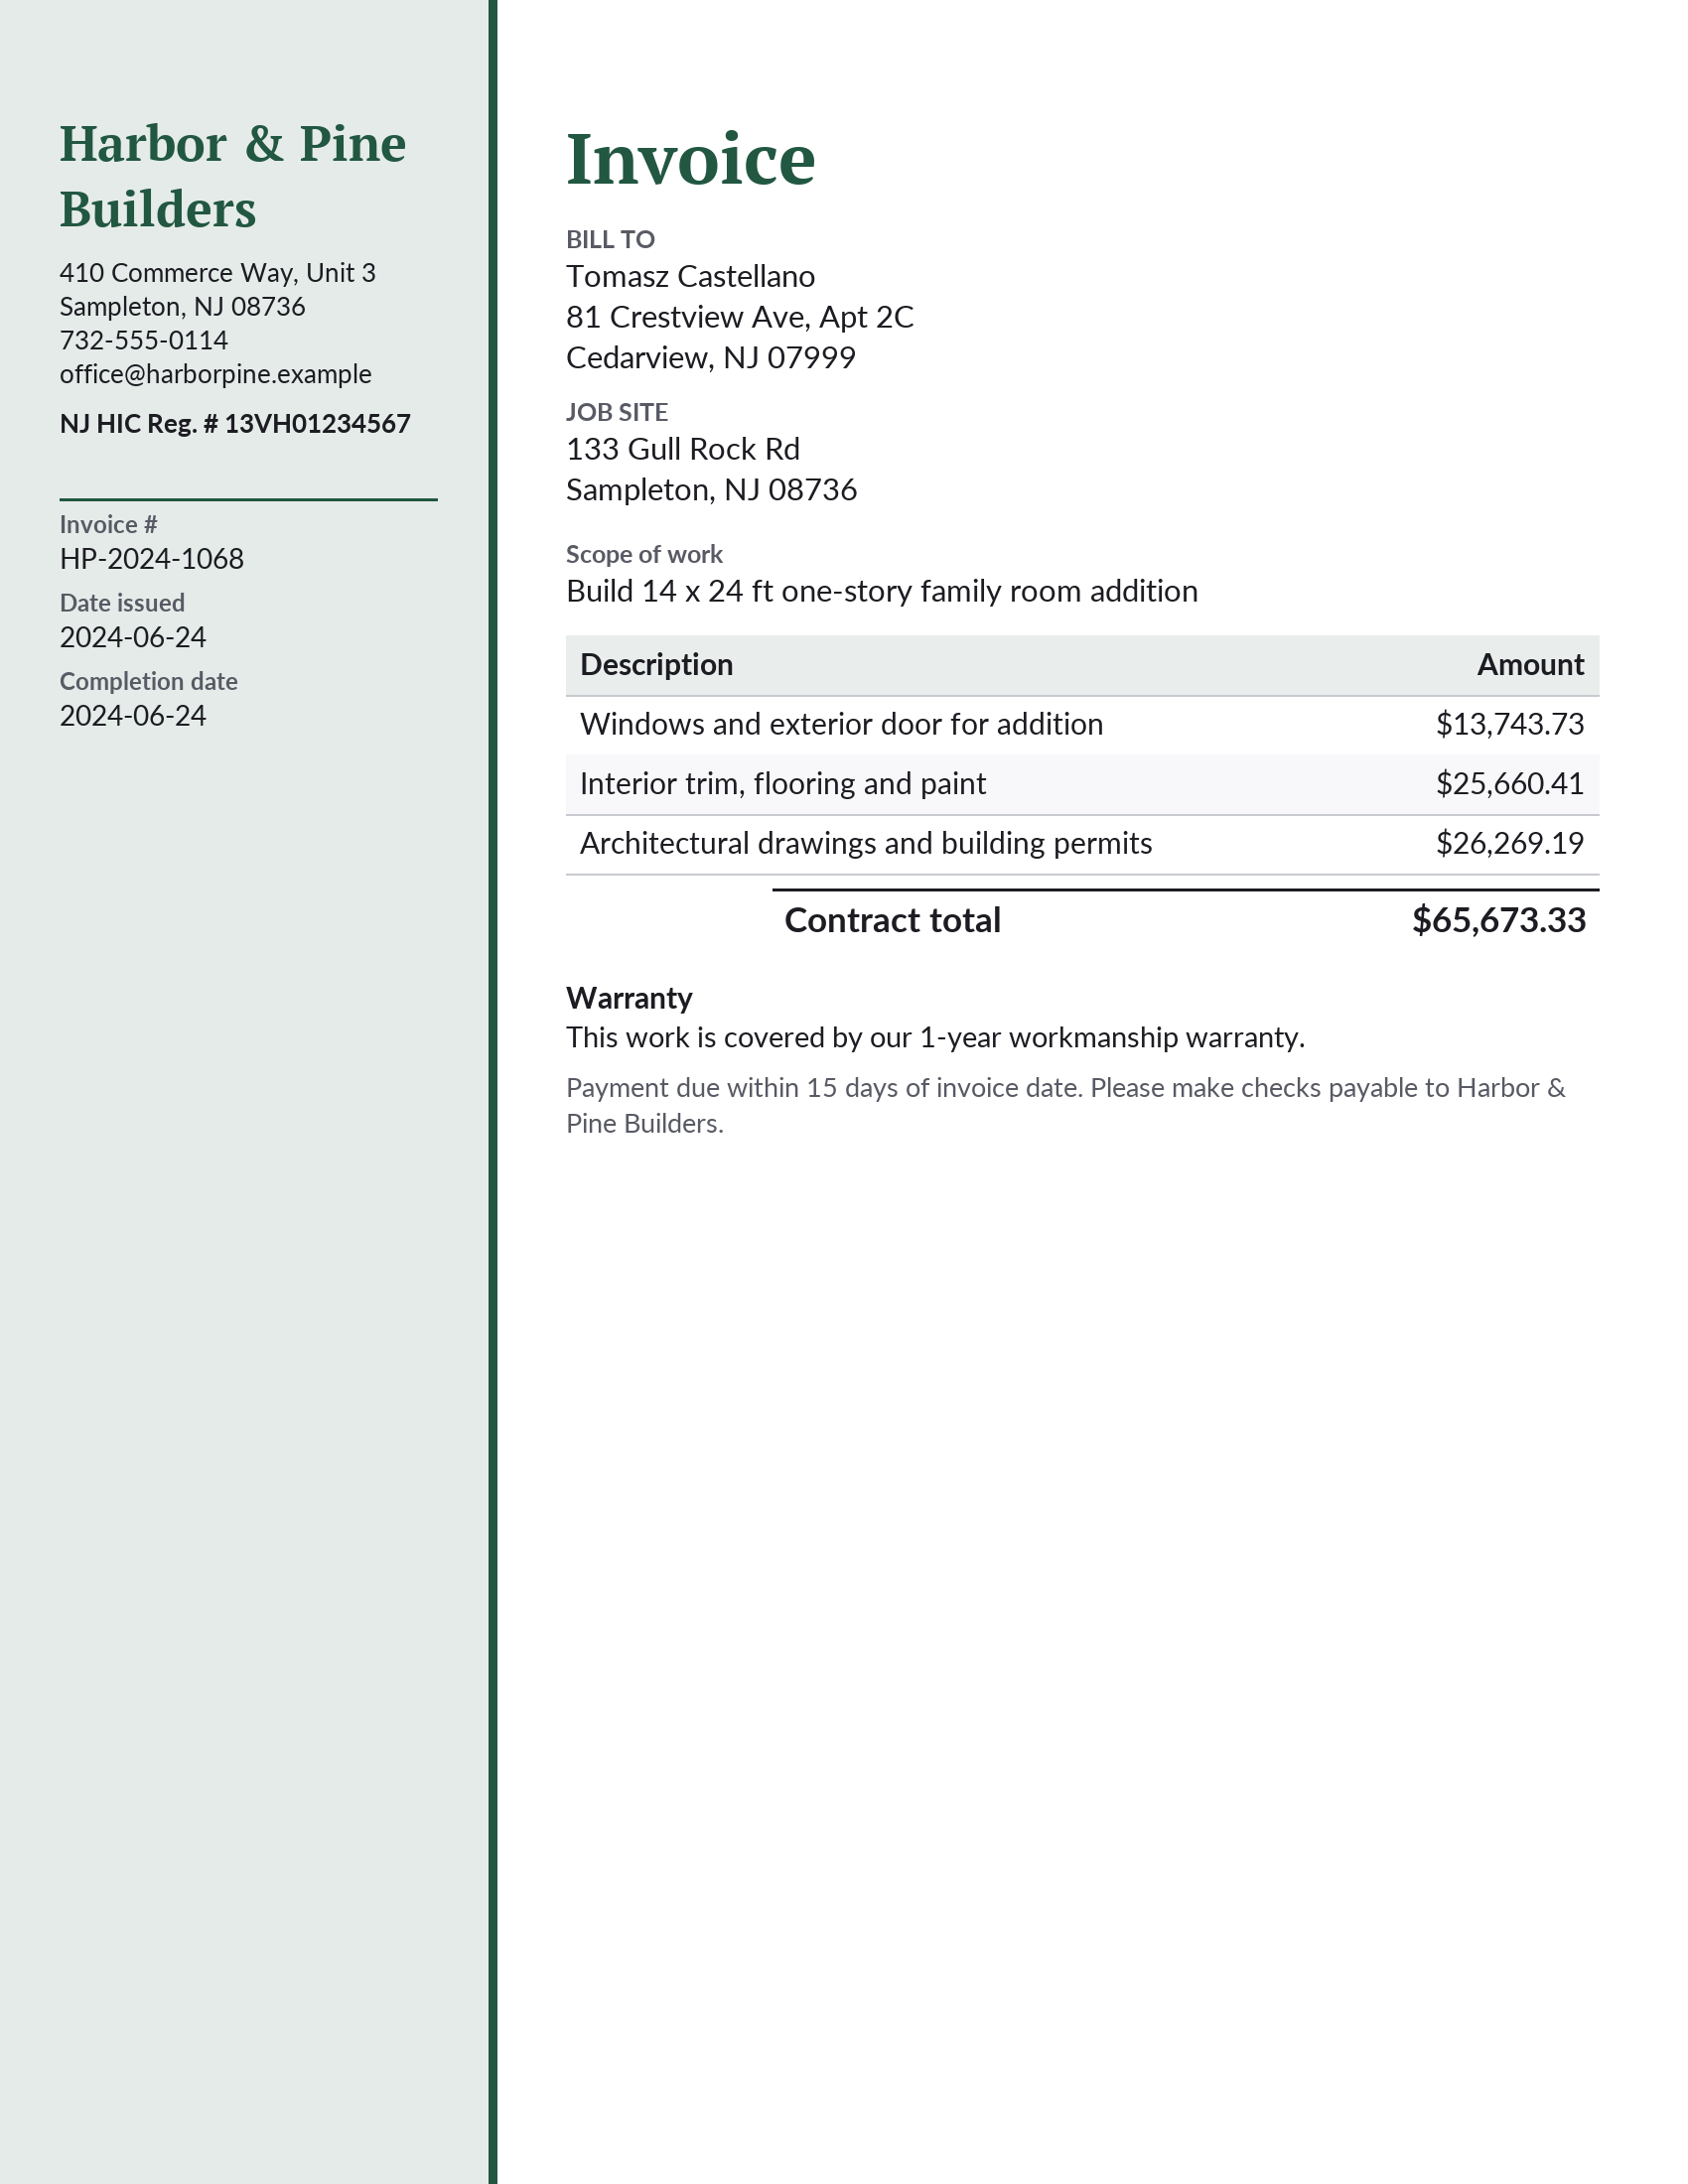 Harbor & Pine
Builders
410 Commerce Way, Unit 3
Sampleton, NJ 08736
732-555-0114
office@harborpine.example
NJ HIC Reg. # 13VH01234567
Invoice #
HP-2024-1068
Date issued
2024-06-24
Completion date
2024-06-24
Invoice
BILL TO
Tomasz Castellano
81 Crestview Ave, Apt 2C
Cedarview, NJ 07999
JOB SITE
133 Gull Rock Rd
Sampleton, NJ 08736
Scope of work
Build 14 x 24 ft one-story family room addition
Description Amount
Windows and exterior door for addition $13,743.73
Interior trim, flooring and paint $25,660.41
Architectural drawings and building permits $26,269.19
Contract total $65,673.33
Warranty
This work is covered by our 1-year workmanship warranty.
Payment due within 15 days of invoice date. Please make checks payable to Harbor &
Pine Builders.